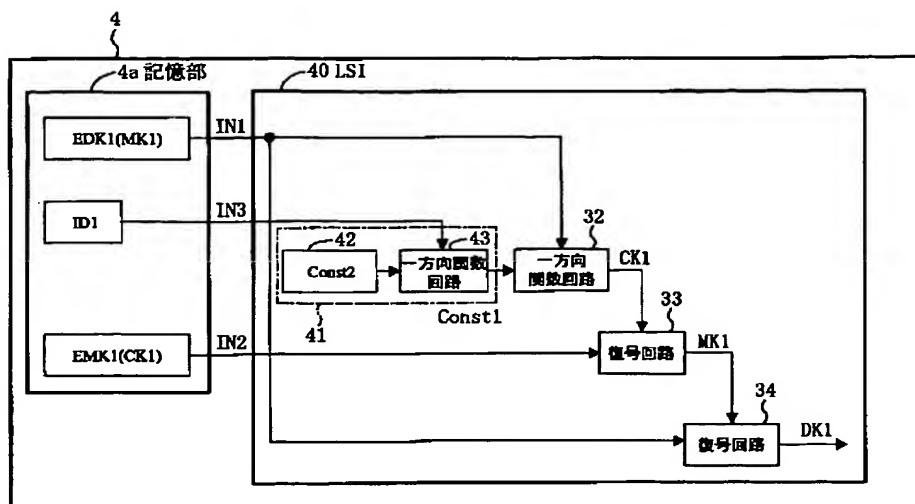 4
4a 記憶部
40 LSI
EDK1(MK1)
IN1
ID1
IN3
42
Const2
43
一方向関数
回路
41
Const1
32
一方向
関数回路
CK1
EMK1(CK1)
IN2
33
復号回路
MK1
34
復号回路
DK1